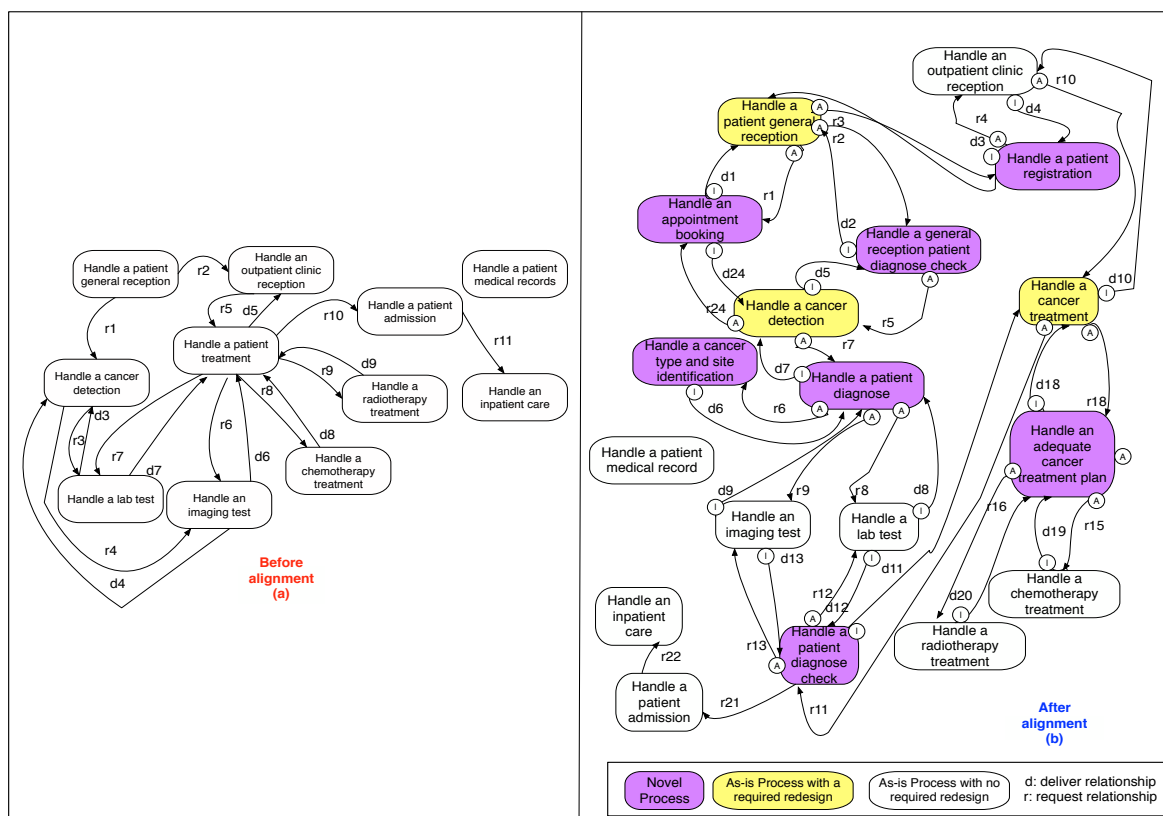 Handle a patient
general reception
r2
Handle an
outpatient clinic
reception
Handle a patient
medical records
r5
d5
r10
Handle a patient
admission
r1
Handle a patient
treatment
r11
d9
r9
Handle a cancer
detection
Handle a
radiotherapy
treatment
Handle an
inpatient care
r8
d3
r3
r6
d8
r7
d7
d6
Handle a
chemotherapy
treatment
Handle a lab test
Handle an
imaging test
r4
d4
Before
alignment
(a)
Handle an
outpatient clinic
reception
A
r10
I
d4
r4
A
d3
I
Handle a patient
registration
Handle a
patient general
reception
A
A
r3
r2
A
d1
I
r1
Handle an
appointment
booking
I
d2
I
Handle a general
reception patient
diagnose check
A
d24
d5
I
r24
A
Handle a cancer
detection
r5
A
r7
Handle a
cancer
treatment
d10
I
A
A
Handle a cancer
type and site
identification
I
d7
I
Handle a patient
diagnose
d6
r6
A
A
A
d18
I
r18
Handle an
adequate
cancer
treatment plan
A
A
A
Handle a patient
medical record
d9
I
r9
r8
d8
I
r16
r15
Handle an
imaging test
Handle a
lab test
d19
I
I
d13
I
d11
Handle a
chemotherapy
treatment
r12
d12
A
I
d20
I
Handle a
radiotherapy
treatment
Handle an
inpatient care
r13
A
Handle a
patient
diagnose
check
r22
Handle a
patient
admission
r21
r11
After
alignment
(b)
Novel
Process
As-is Process with a
required redesign
As-is Process with no
required redesign
d: deliver relationship
r: request relationship